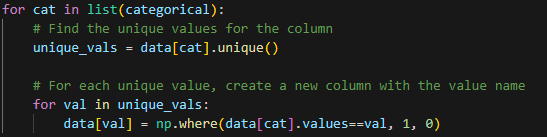 for cat in list(categorical):
    # Find the unique values for the column
    unique_vals = data[cat].unique()
    # For each unique value, create a new column with the value name
    for val in unique_vals:
        data[val] = np.where(data[cat].values==val, 1, 0)